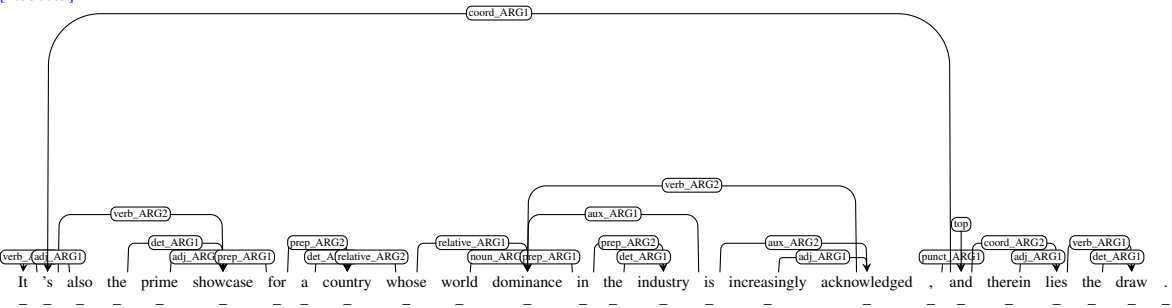 coord_ARG1
verb_ARG2
top
verb_ARG2 aux_ARG1
det_ARG1 prep_ARG2 relative_ARG1 prep_ARG2 aux_ARG2 coord_ARG2 verb_ARG1
adj_ARG1 prep_ARG1 relative_ARG2 prep_ARG1 det_ARG1 adj_ARG1 punct_ARG1 adj_ARG1 det_ARG1
It 's also the prime showcase for a country whose world dominance in the industry is increasingly acknowledged , and therein lies the draw .